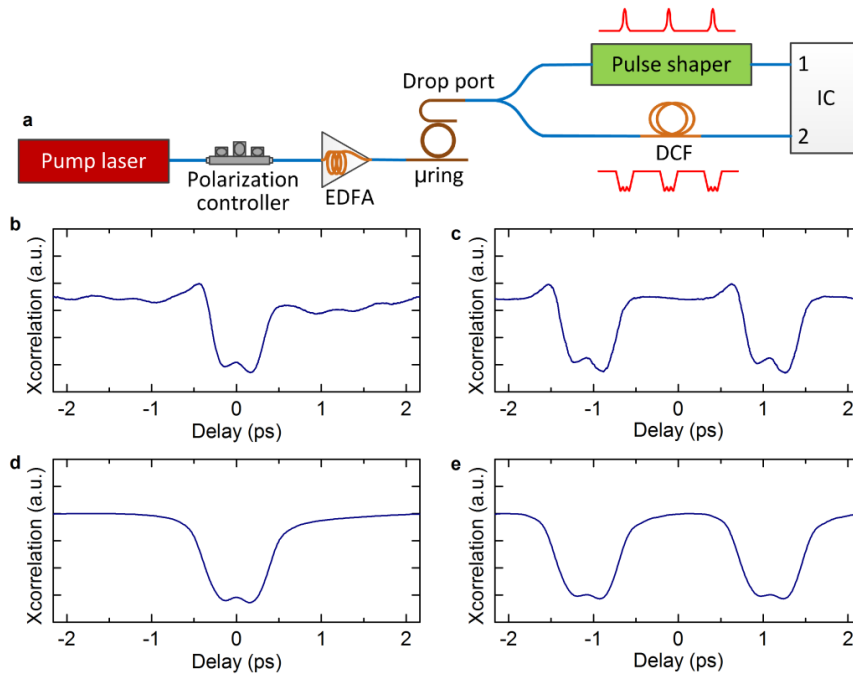 a
Pump laser
Polarization
controller
EDFA
μring
Drop port
Pulse shaper
DCF
1
2
IC
b
Xcorrelation (a.u.)
-2 -1 0 1 2
Delay (ps)
c
Xcorrelation (a.u.)
-2 -1 0 1 2
Delay (ps)
d
Xcorrelation (a.u.)
-2 -1 0 1 2
Delay (ps)
e
Xcorrelation (a.u.)
-2 -1 0 1 2
Delay (ps)